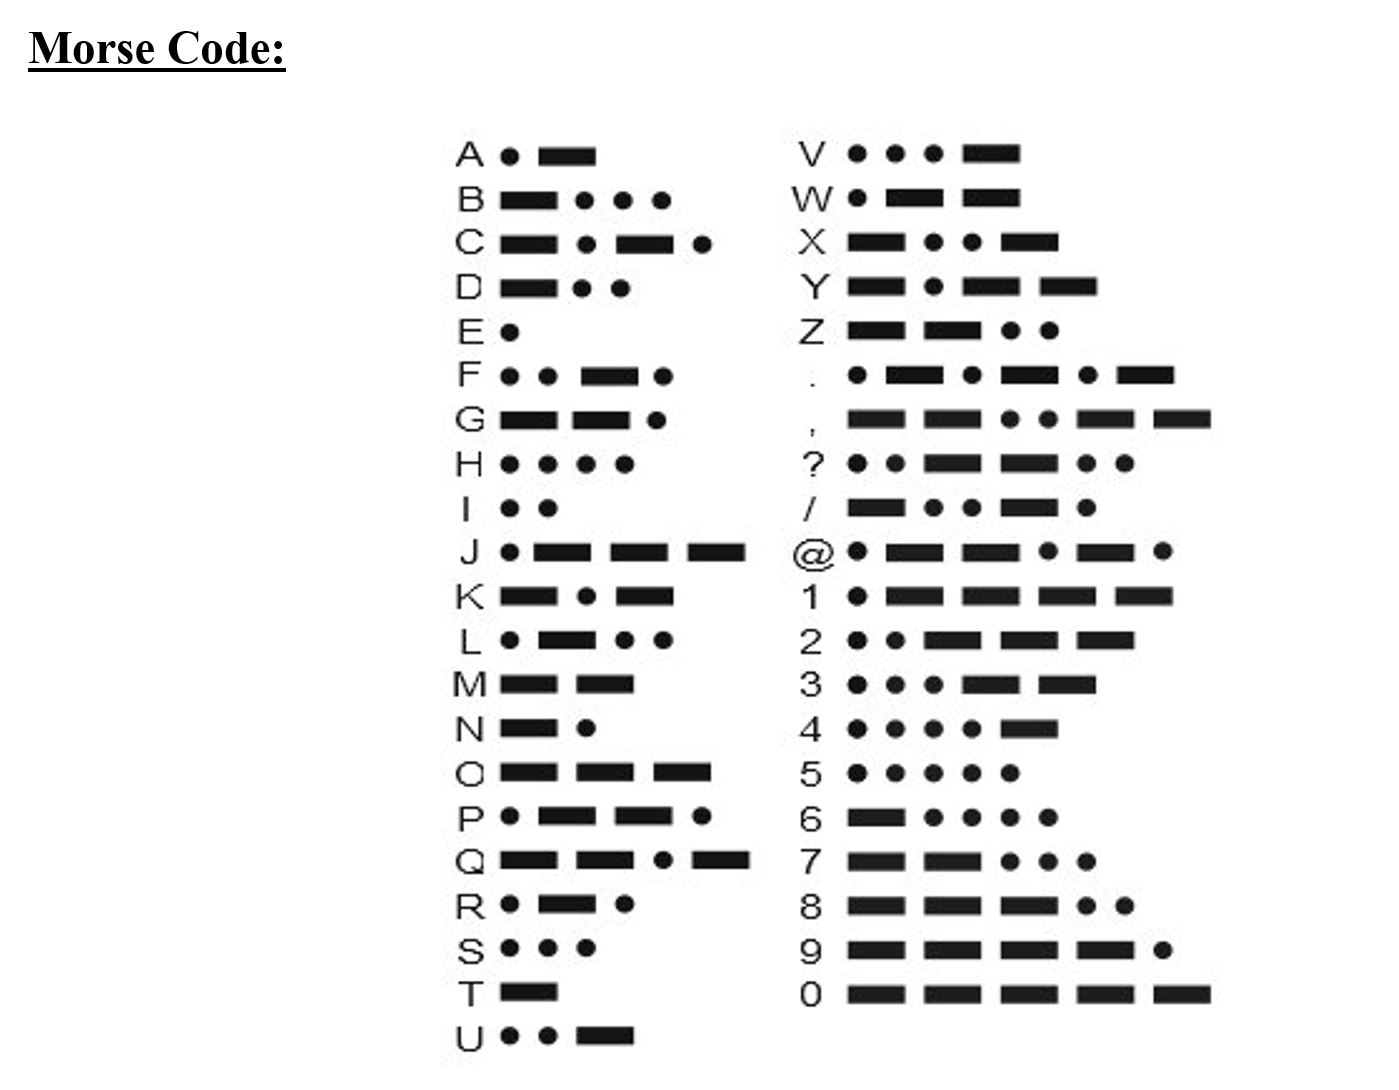 Morse Code:
A • −
B − • • •
C − • − •
D − • •
E •
F • • − •
G − − •
H • • • •
I • •
J • − − −
K − • −
L • − • •
M − −
N − •
O − − −
P • − − •
Q − − • −
R • − •
S • • •
T −
U • • −
V • • • −
W • − −
X − • • −
Y − • − −
Z − − • •
. • − • − • −
, − − • • − −
? • • − − • •
/ − • • − •
@ • − − • − •
1 • − − − −
2 • • − − −
3 • • • − −
4 • • • • −
5 • • • • •
6 − • • • •
7 − − • • •
8 − − − • •
9 − − − − •
0 − − − − −